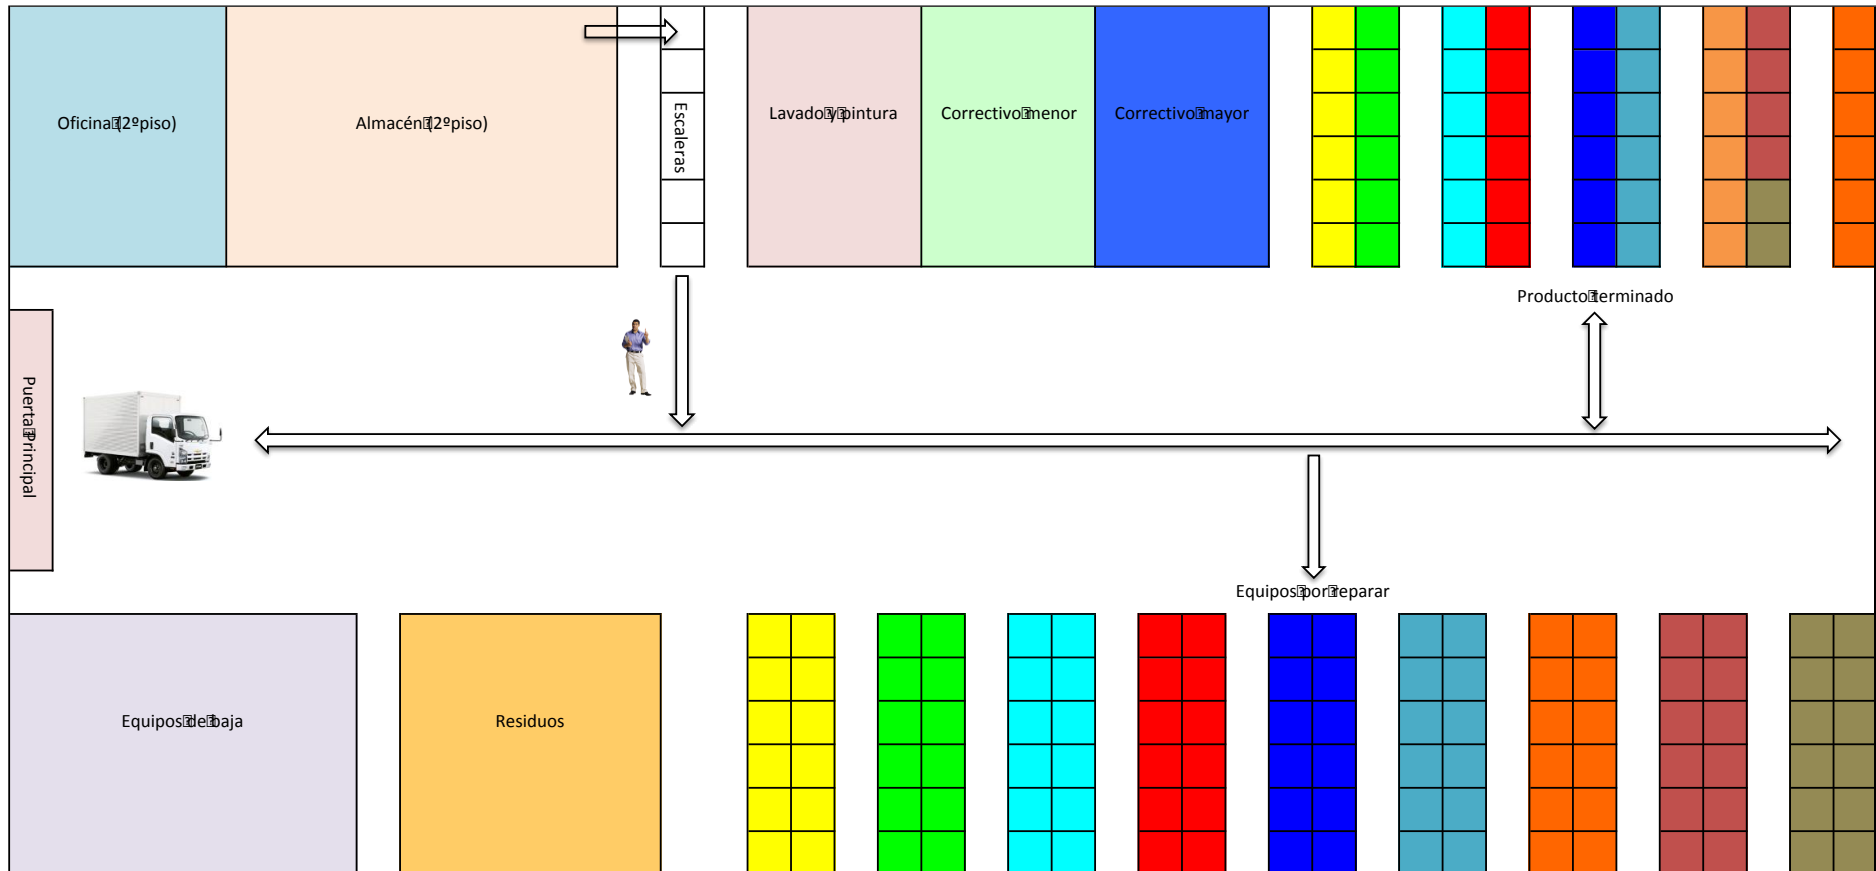 Oficina (2ºpiso)
Almacén (2ºpiso)
Escaleras
Lavado y pintura
Correctivo menor
Correctivo mayor
Producto terminado
Puerta Principal
Equipos por reparar
Equipos de baja
Residuos